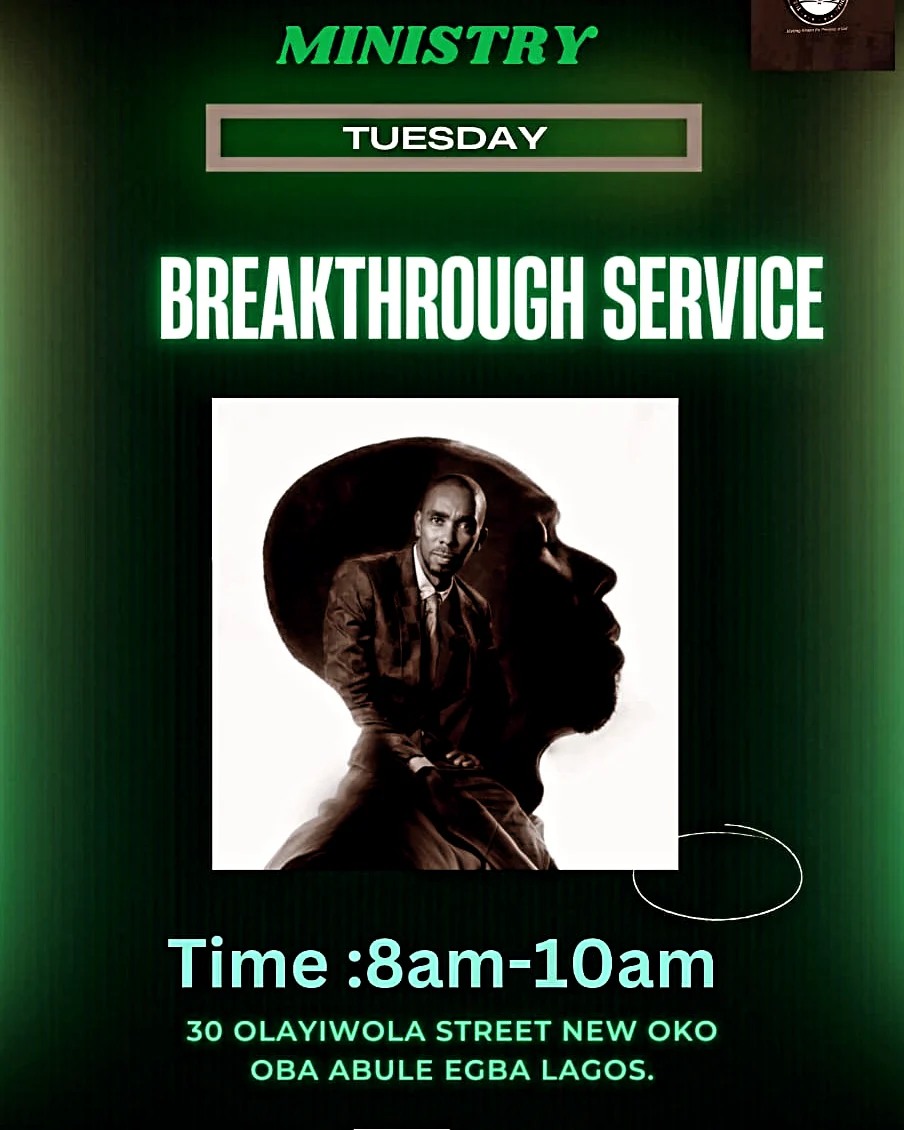 MINISTRY
TUESDAY
BREAKTHROUGH SERVICE
Time :8am-10am
30 OLAYIWOLA STREET NEW OKO
OBA ABULE EGBA LAGOS.